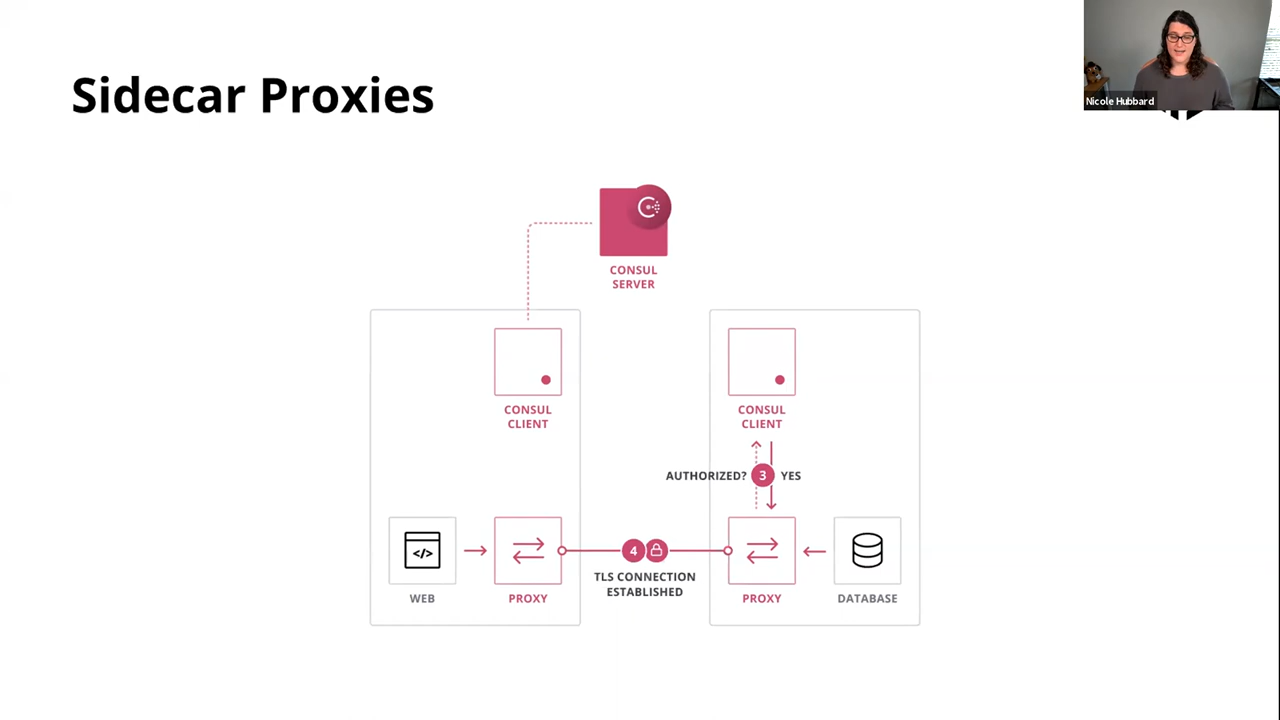 Sidecar Proxies
Nicole Hubbard
CONSUL
SERVER
CONSUL
CLIENT
CONSUL
CLIENT
AUTHORIZED? 3 YES
4
TLS CONNECTION
ESTABLISHED
</>
WEB
PROXY
PROXY
DATABASE